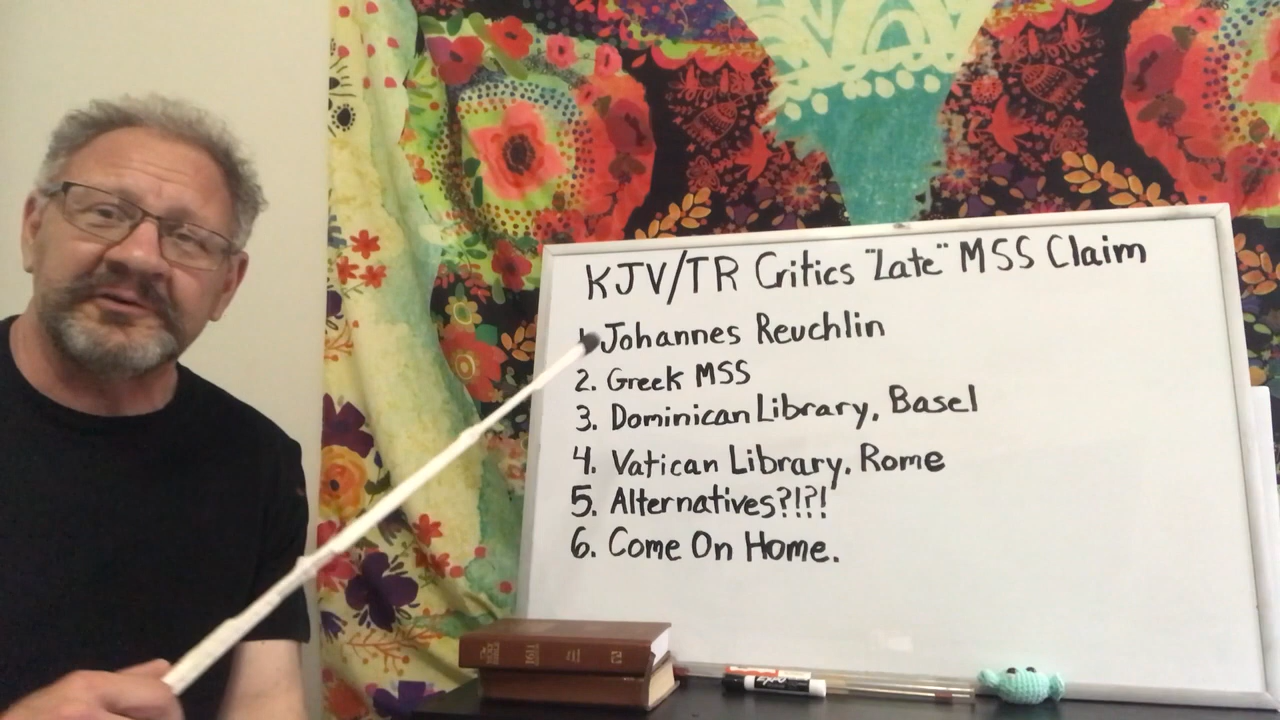 KJV/TR Critics "Late" MSS Claim
1. Johannes Reuchlin
2. Greek MSS
3. Dominican Library, Basel
4. Vatican Library, Rome
5. Alternatives?!?!
6. Come On Home.